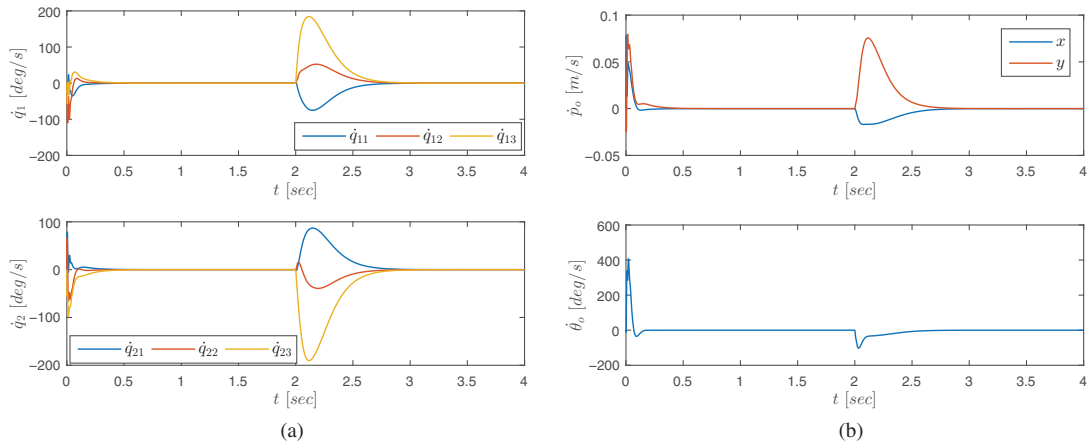 200
100
0
−100
−200
q̇₁ [deg/s]
q̇₁₁ q̇₁₂ q̇₁₃
0 0.5 1 1.5 2 2.5 3 3.5 4
t [sec]
100
0
−100
−200
q̇₂ [deg/s]
q̇₂₁ q̇₂₂ q̇₂₃
0 0.5 1 1.5 2 2.5 3 3.5 4
t [sec]
(a)
0.1
0.05
0
−0.05
ṗₒ [m/s]
x
y
0 0.5 1 1.5 2 2.5 3 3.5 4
t [sec]
600
400
200
0
−200
θ̇ₒ [deg/s]
0 0.5 1 1.5 2 2.5 3 3.5 4
t [sec]
(b)